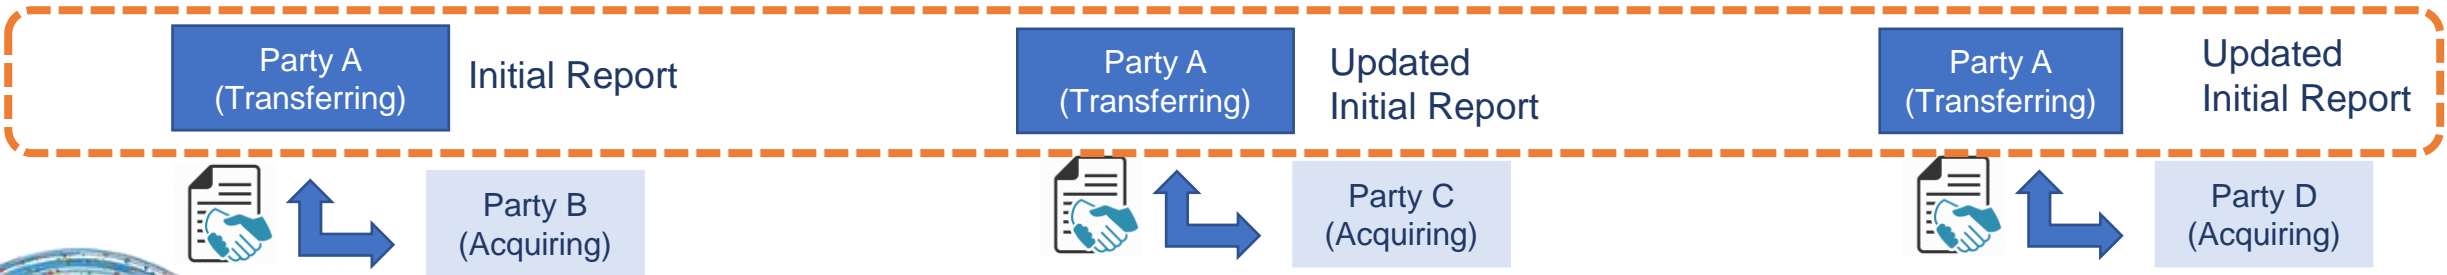 Party A
(Transferring)
Initial Report
Party A
(Transferring)
Updated
Initial Report
Party A
(Transferring)
Updated
Initial Report
Party B
(Acquiring)
Party C
(Acquiring)
Party D
(Acquiring)